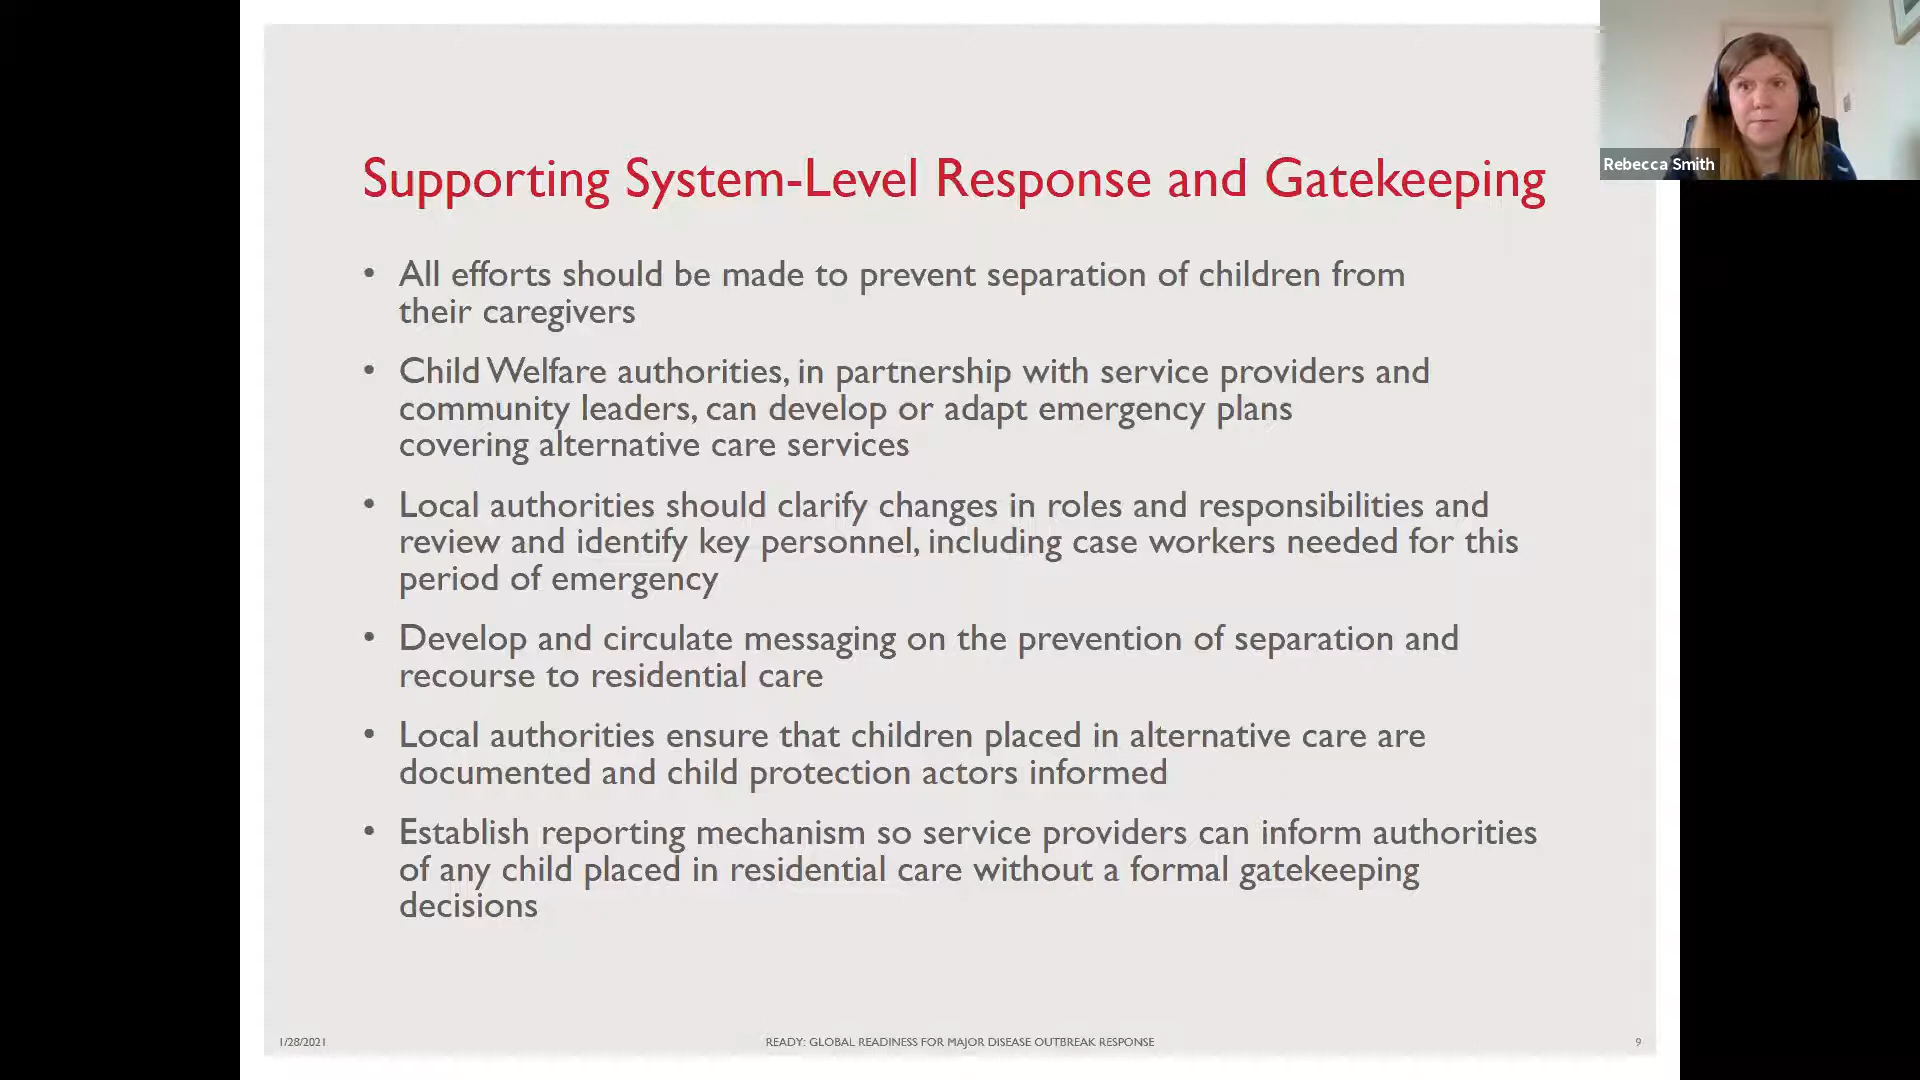 Supporting System-Level Response and Gatekeeping
Rebecca Smith
• All efforts should be made to prevent separation of children from
their caregivers
• Child Welfare authorities, in partnership with service providers and
community leaders, can develop or adapt emergency plans
covering alternative care services
• Local authorities should clarify changes in roles and responsibilities and
review and identify key personnel, including case workers needed for this
period of emergency
• Develop and circulate messaging on the prevention of separation and
recourse to residential care
• Local authorities ensure that children placed in alternative care are
documented and child protection actors informed
• Establish reporting mechanism so service providers can inform authorities
of any child placed in residential care without a formal gatekeeping
decisions
1/28/2021
READY: GLOBAL READINESS FOR MAJOR DISEASE OUTBREAK RESPONSE
9